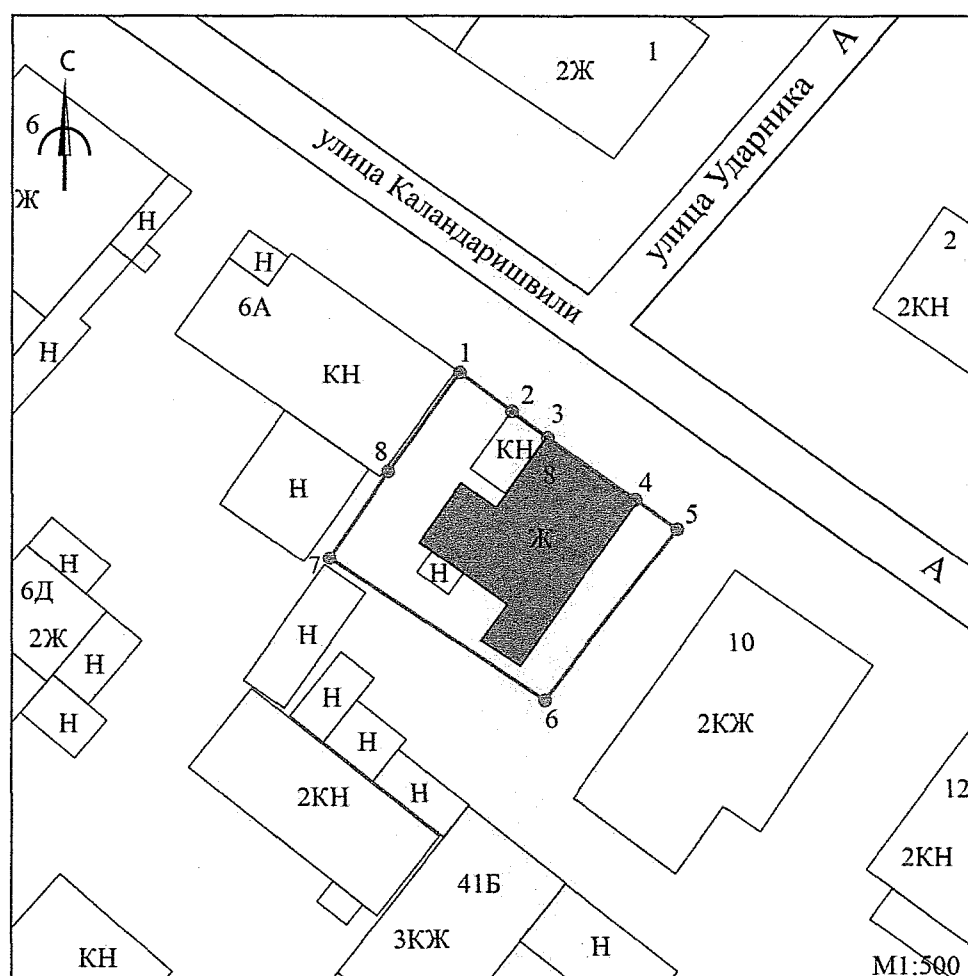 С
1
2Ж
А
6
улица Каландаришвили
улица Ударника
Ж
Н
2
Н
6А
2КН
Н
КН
1
2
3
8
КН
8
4
Н
5
Ж
7
Н
А
Н
6Д
2Ж
Н
Н
10
Н
6
2КЖ
Н
Н
2КН
Н
12
2КН
41Б
3КЖ
Н
КН
М1:500